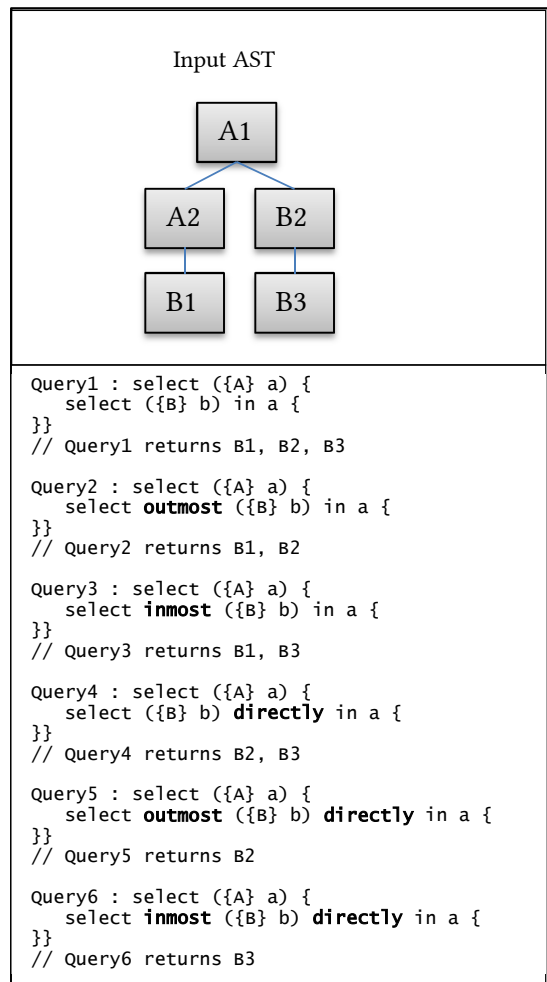 Input AST
A1
A2
B2
B1
B3
Query1 : select ({A} a) {
select ({B} b) in a {
}}
// Query1 returns B1, B2, B3
Query2 : select ({A} a) {
select outmost ({B} b) in a {
}}
// Query2 returns B1, B2
Query3 : select ({A} a) {
select inmost ({B} b) in a {
}}
// Query3 returns B1, B3
Query4 : select ({A} a) {
select ({B} b) directly in a {
}}
// Query4 returns B2, B3
Query5 : select ({A} a) {
select outmost ({B} b) directly in a {
}}
// Query5 returns B2
Query6 : select ({A} a) {
select inmost ({B} b) directly in a {
}}
// Query6 returns B3